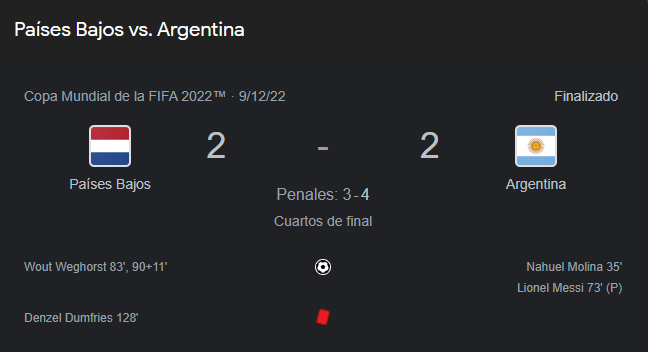 Países Bajos vs. Argentina
Copa Mundial de la FIFA 2022™ · 9/12/22
Finalizado
2 - 2
Países Bajos
Argentina
Penales: 3-4
Cuartos de final
Wout Weghorst 83', 90+11'
Nahuel Molina 35'
Lionel Messi 73' (P)
Denzel Dumfries 128'